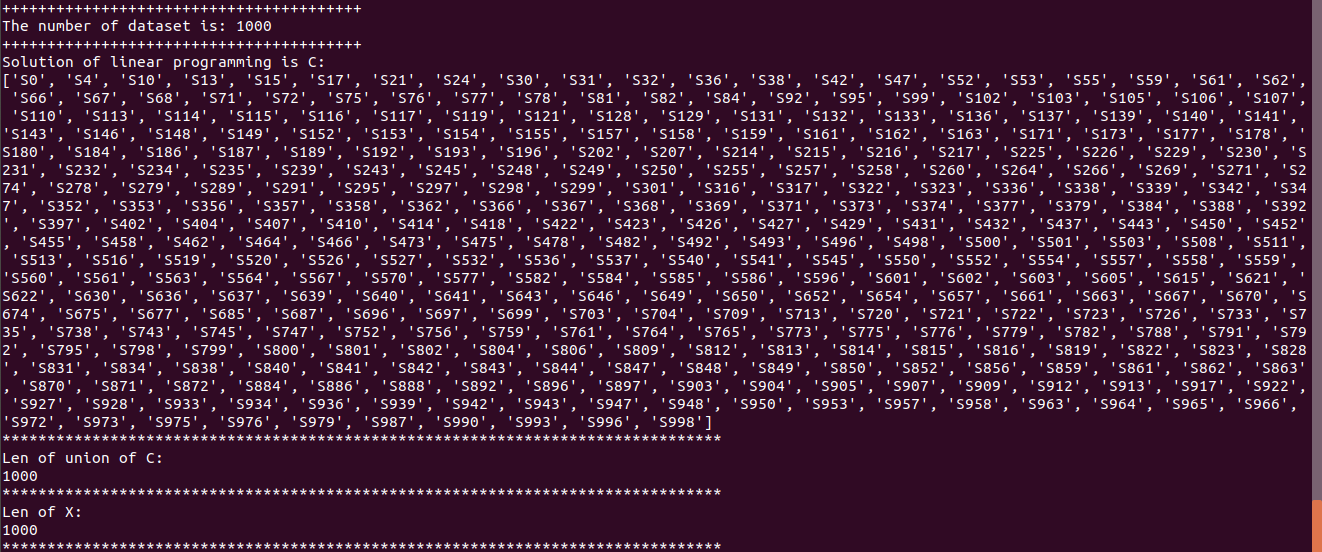 ++++++++++++++++++++++++++++++++++++++++
The number of dataset is: 1000
++++++++++++++++++++++++++++++++++++++++
Solution of linear programming is C:
['S0', 'S4', 'S10', 'S13', 'S15', 'S17', 'S21', 'S24', 'S30', 'S31', 'S32', 'S36', 'S38', 'S42', 'S47', 'S52', 'S53', 'S55', 'S59', 'S61', 'S62',
'S66', 'S67', 'S68', 'S71', 'S72', 'S75', 'S76', 'S77', 'S78', 'S81', 'S82', 'S84', 'S92', 'S95', 'S99', 'S102', 'S103', 'S105', 'S106', 'S107',
'S110', 'S113', 'S114', 'S115', 'S116', 'S117', 'S119', 'S121', 'S128', 'S129', 'S131', 'S132', 'S133', 'S136', 'S137', 'S139', 'S140', 'S141',
'S143', 'S146', 'S148', 'S149', 'S152', 'S153', 'S154', 'S155', 'S157', 'S158', 'S159', 'S161', 'S162', 'S163', 'S171', 'S173', 'S177', 'S178', '
S180', 'S184', 'S186', 'S187', 'S189', 'S192', 'S193', 'S196', 'S202', 'S207', 'S214', 'S215', 'S216', 'S217', 'S225', 'S226', 'S229', 'S230', 'S
231', 'S232', 'S234', 'S235', 'S239', 'S243', 'S245', 'S248', 'S249', 'S250', 'S255', 'S257', 'S258', 'S260', 'S264', 'S266', 'S269', 'S271', 'S2
74', 'S278', 'S279', 'S289', 'S291', 'S295', 'S297', 'S298', 'S299', 'S301', 'S316', 'S317', 'S322', 'S323', 'S336', 'S338', 'S339', 'S342', 'S34
7', 'S352', 'S353', 'S356', 'S357', 'S358', 'S362', 'S366', 'S367', 'S368', 'S369', 'S371', 'S373', 'S374', 'S377', 'S379', 'S384', 'S388', 'S392
', 'S397', 'S402', 'S404', 'S407', 'S410', 'S414', 'S418', 'S422', 'S423', 'S426', 'S427', 'S429', 'S431', 'S432', 'S437', 'S443', 'S450', 'S452'
, 'S455', 'S458', 'S462', 'S464', 'S466', 'S473', 'S475', 'S478', 'S482', 'S492', 'S493', 'S496', 'S498', 'S500', 'S501', 'S503', 'S508', 'S511',
'S513', 'S516', 'S519', 'S520', 'S526', 'S527', 'S532', 'S536', 'S537', 'S540', 'S541', 'S545', 'S550', 'S552', 'S554', 'S557', 'S558', 'S559',
'S560', 'S561', 'S563', 'S564', 'S567', 'S570', 'S577', 'S582', 'S584', 'S585', 'S586', 'S596', 'S601', 'S602', 'S603', 'S605', 'S615', 'S621', '
S622', 'S630', 'S636', 'S637', 'S639', 'S640', 'S641', 'S643', 'S646', 'S649', 'S650', 'S652', 'S654', 'S657', 'S661', 'S663', 'S667', 'S670', 'S
674', 'S675', 'S677', 'S685', 'S687', 'S696', 'S697', 'S699', 'S703', 'S704', 'S709', 'S713', 'S720', 'S721', 'S722', 'S723', 'S726', 'S733', 'S7
35', 'S738', 'S743', 'S745', 'S747', 'S752', 'S756', 'S759', 'S761', 'S764', 'S765', 'S773', 'S775', 'S776', 'S779', 'S782', 'S788', 'S791', 'S79
2', 'S795', 'S798', 'S799', 'S800', 'S801', 'S802', 'S804', 'S806', 'S809', 'S812', 'S813', 'S814', 'S815', 'S816', 'S819', 'S822', 'S823', 'S828
', 'S831', 'S834', 'S838', 'S840', 'S841', 'S842', 'S843', 'S844', 'S847', 'S848', 'S849', 'S850', 'S852', 'S856', 'S859', 'S861', 'S862', 'S863'
, 'S870', 'S871', 'S872', 'S884', 'S886', 'S888', 'S892', 'S896', 'S897', 'S903', 'S904', 'S905', 'S907', 'S909', 'S912', 'S913', 'S917', 'S922',
'S927', 'S928', 'S933', 'S934', 'S936', 'S939', 'S942', 'S943', 'S947', 'S948', 'S950', 'S953', 'S957', 'S958', 'S963', 'S964', 'S965', 'S966',
'S972', 'S973', 'S975', 'S976', 'S979', 'S987', 'S990', 'S993', 'S996', 'S998']
********************************************************************************
Len of union of C:
1000
********************************************************************************
Len of X:
1000
********************************************************************************